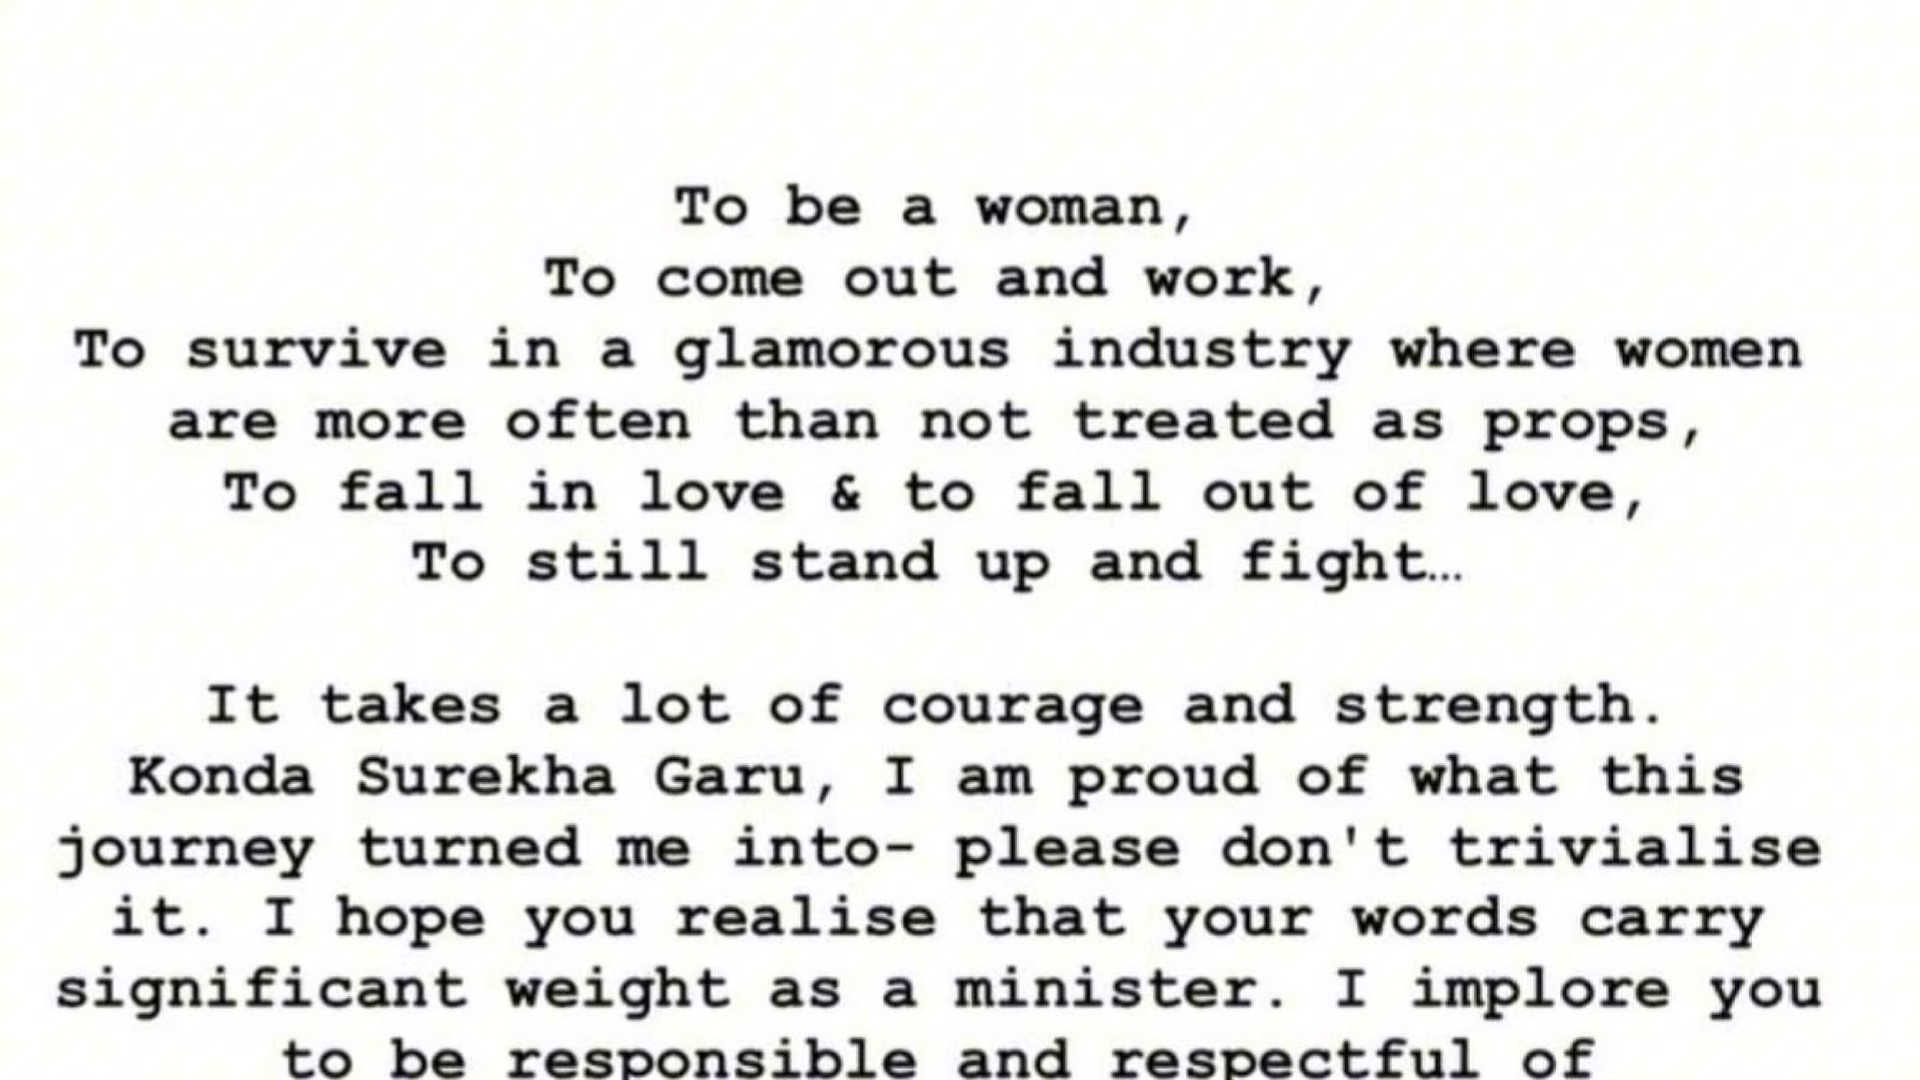 To be a woman,
To come out and work,
To survive in a glamorous industry where women
are more often than not treated as props,
To fall in love & to fall out of love,
To still stand up and fight…
It takes a lot of courage and strength.
Konda Surekha Garu, I am proud of what this
journey turned me into- please don't trivialise
it. I hope you realise that your words carry
significant weight as a minister. I implore you
to be responsible and respectful of